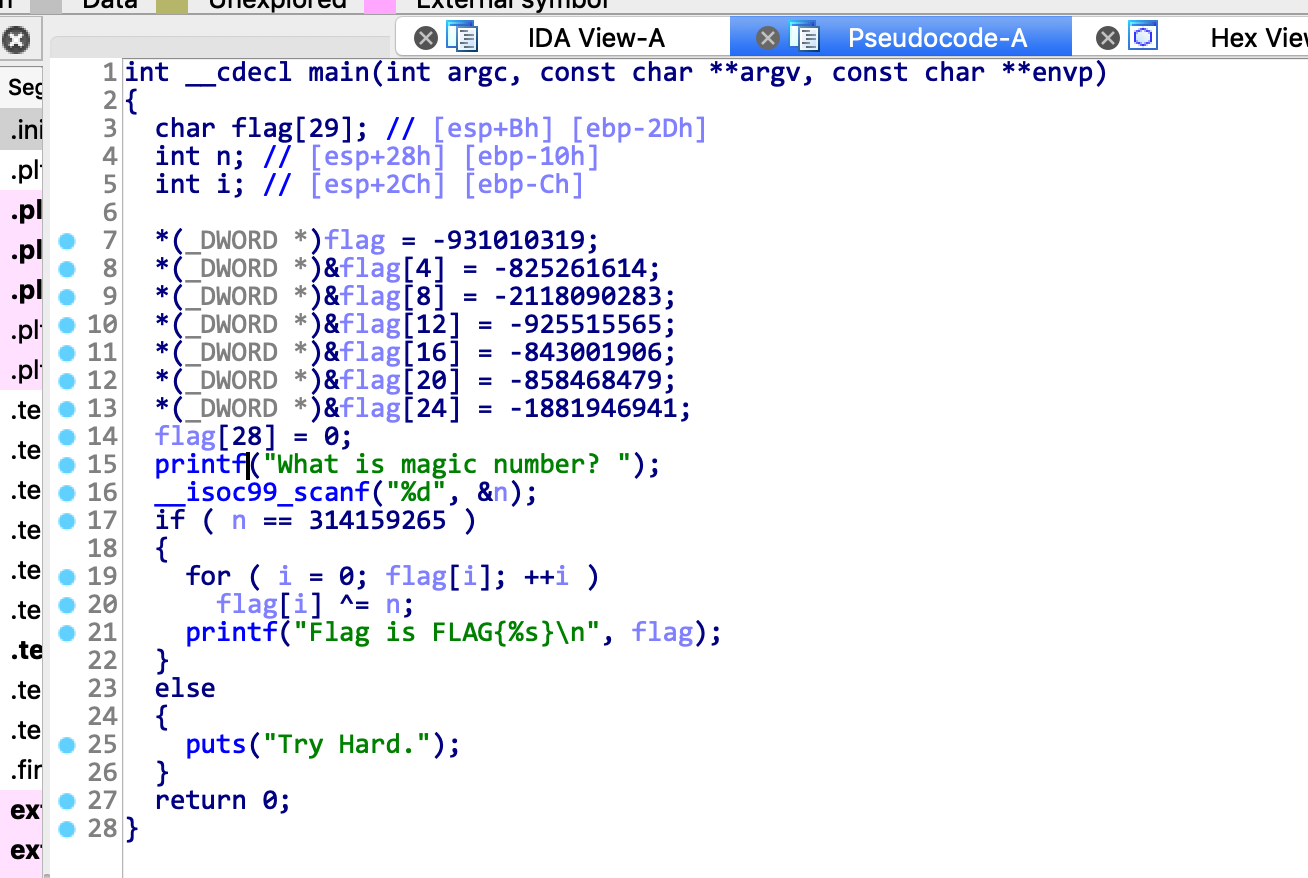 Data Unexplored External symbol
IDA View-A Pseudocode-A Hex View
Seg
.ini
.plt
.pl
.pl
.pl
.plt
.plt
.te
.te
.te
.te
.te
.te
.te
.te
.te
.fin
ext
ext
1 int __cdecl main(int argc, const char **argv, const char **envp)
2 {
3 char flag[29]; // [esp+Bh] [ebp-2Dh]
4 int n; // [esp+28h] [ebp-10h]
5 int i; // [esp+2Ch] [ebp-Ch]
6
7 *(_DWORD *)flag = -931010319;
8 *(_DWORD *)&flag[4] = -825261614;
9 *(_DWORD *)&flag[8] = -2118090283;
10 *(_DWORD *)&flag[12] = -925515565;
11 *(_DWORD *)&flag[16] = -843001906;
12 *(_DWORD *)&flag[20] = -858468479;
13 *(_DWORD *)&flag[24] = -1881946941;
14 flag[28] = 0;
15 printf("What is magic number? ");
16 __isoc99_scanf("%d", &n);
17 if ( n == 314159265 )
18 {
19 for ( i = 0; flag[i]; ++i )
20 flag[i] ^= n;
21 printf("Flag is FLAG{%s}\n", flag);
22 }
23 else
24 {
25 puts("Try Hard.");
26 }
27 return 0;
28 }